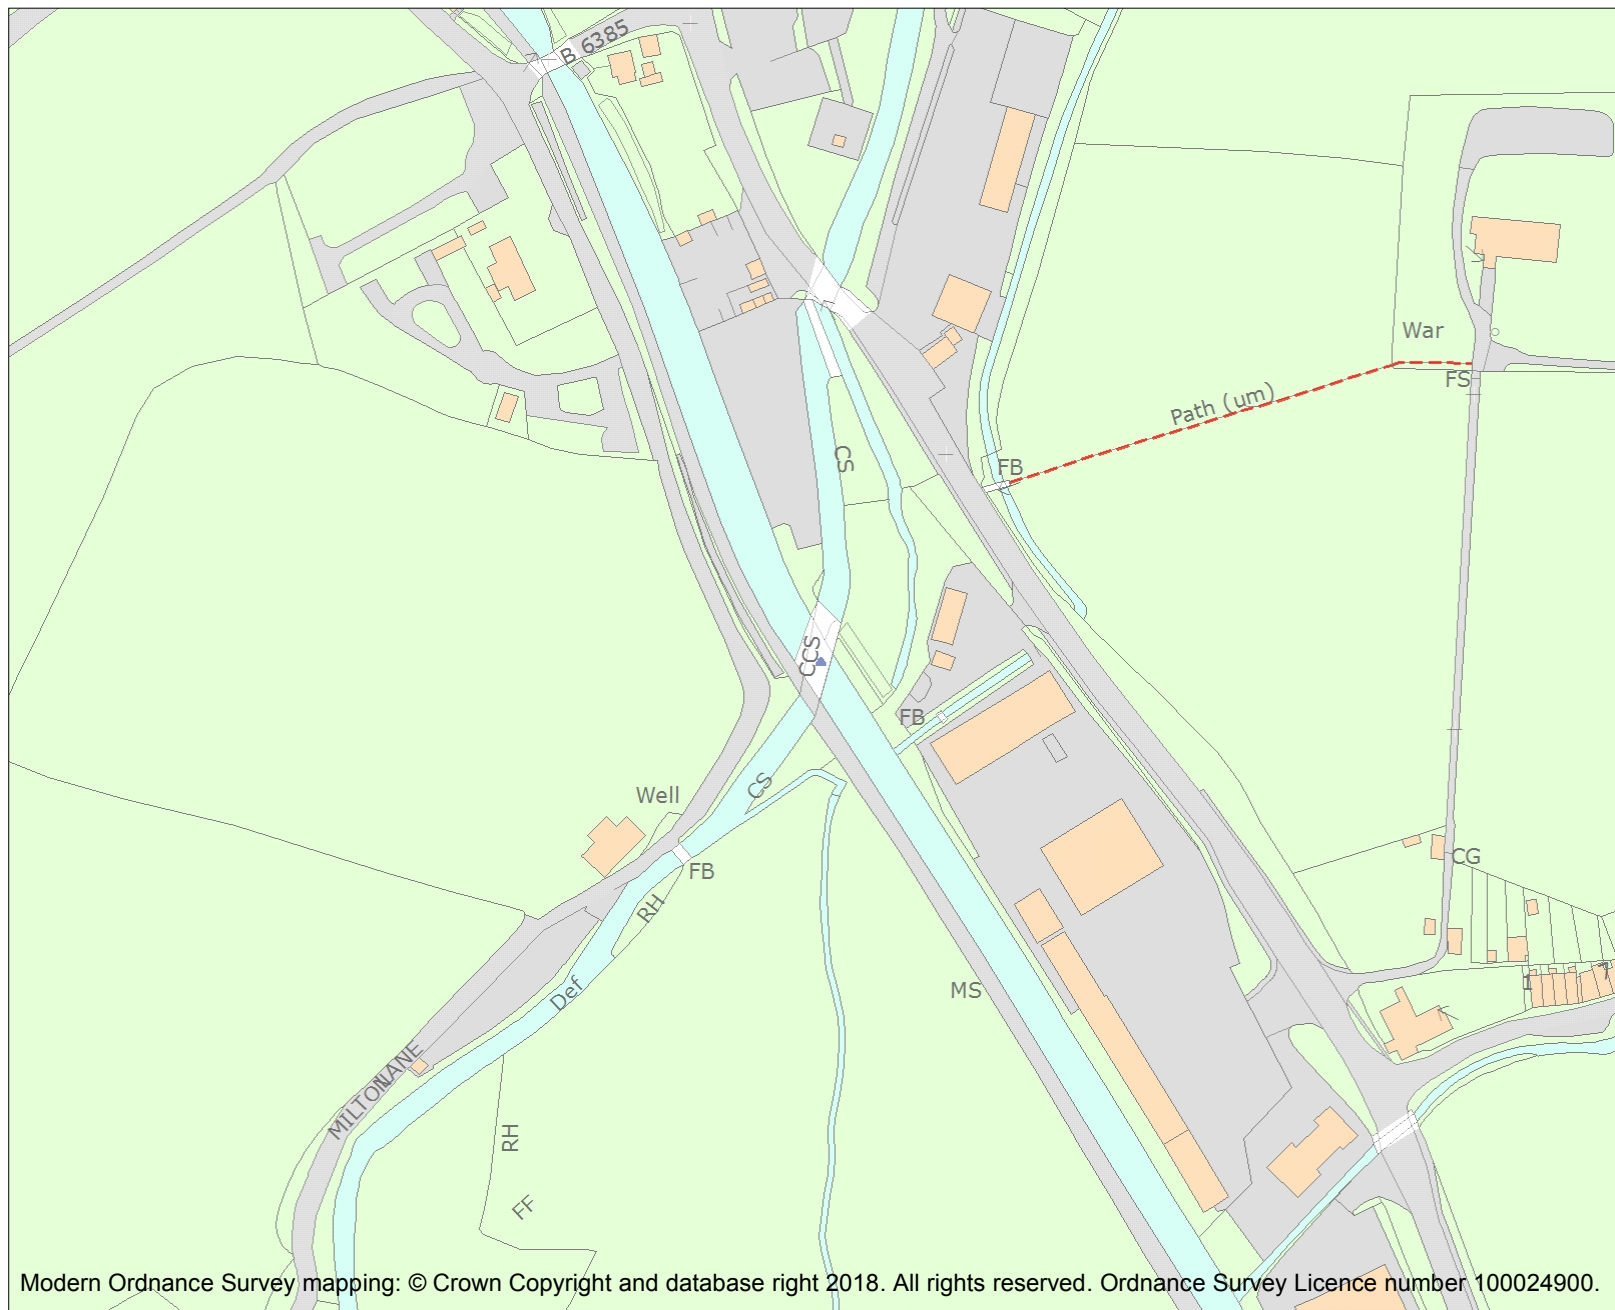 B 6385
War
FS
Path (um)
FB
CS
CCS
FB
CS
Well
FB
CG
RH
MS
Def
1
7
MILTON LANE
RH
FF
Modern Ordnance Survey mapping: © Crown Copyright and database right 2018. All rights reserved. Ordnance Survey Licence number 100024900.